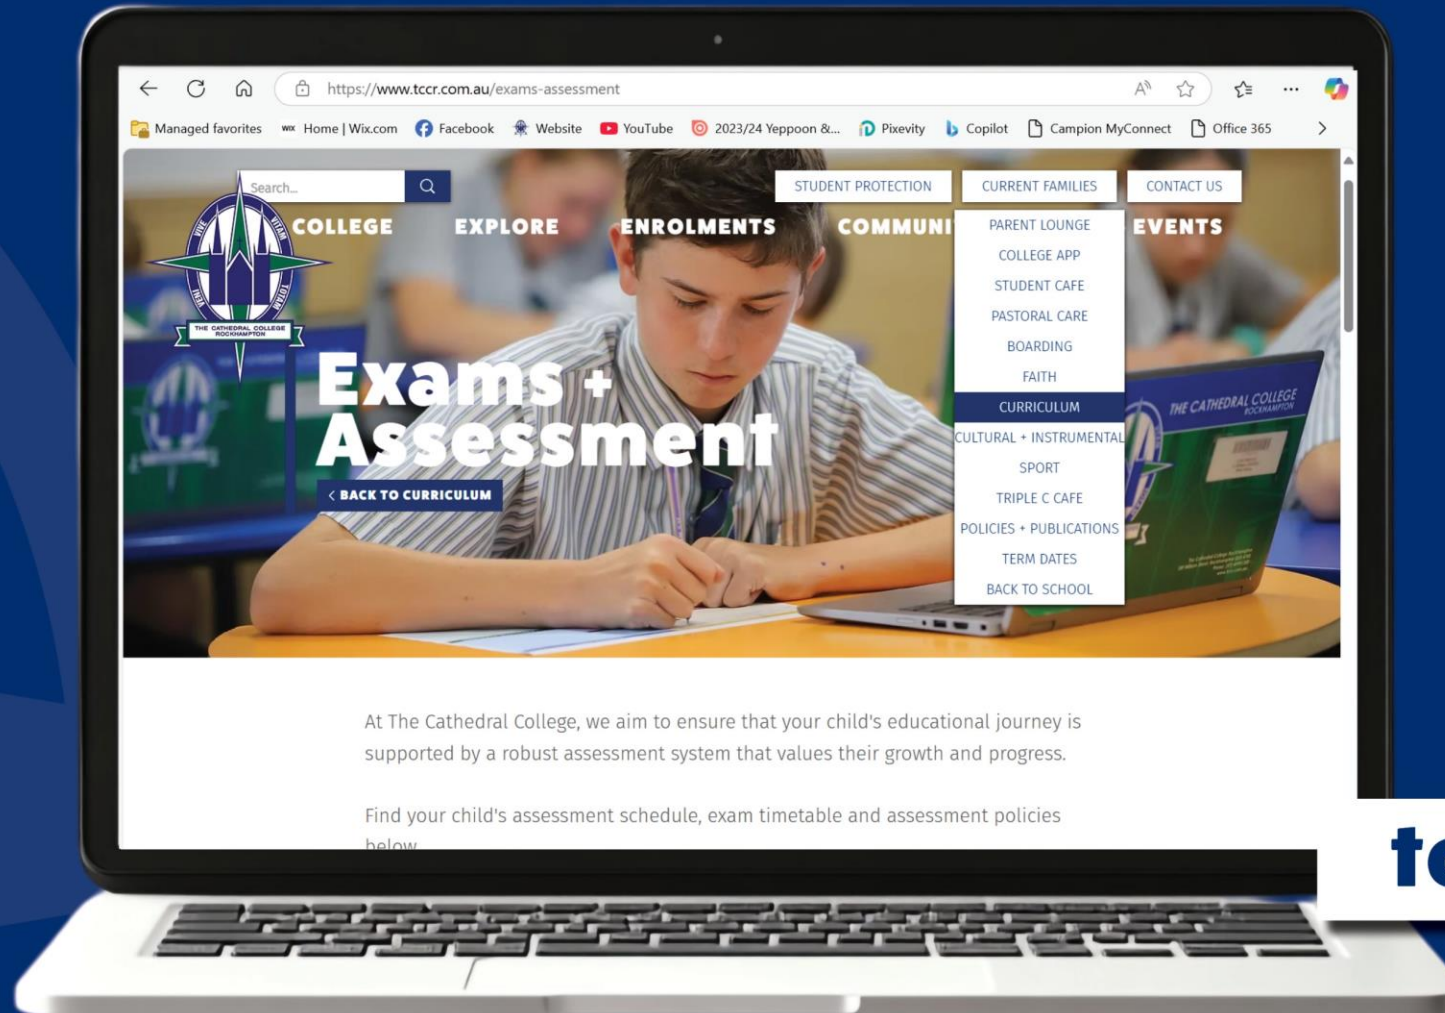 https://www.tccr.com.au/exams-assessment
Managed favorites
Home | Wix.com
Facebook
Website
YouTube
2023/24 Yeppoon &...
Pixevity
Copilot
Campion MyConnect
Office 365
Search...
STUDENT PROTECTION
CURRENT FAMILIES
CONTACT US
COLLEGE
EXPLORE
ENROLMENTS
COMMUNI
EVENTS
PARENT LOUNGE
COLLEGE APP
STUDENT CAFE
PASTORAL CARE
BOARDING
FAITH
CURRICULUM
CULTURAL + INSTRUMENTAL
SPORT
TRIPLE C CAFE
POLICIES + PUBLICATIONS
TERM DATES
BACK TO SCHOOL
VIVE
VITAM
VENI
TOTAM
THE CATHEDRAL COLLEGE
ROCKHAMPTON
Exams +
Assessment
< BACK TO CURRICULUM
THE CATHEDRAL COLLEGE
ROCKHAMPTON
At The Cathedral College, we aim to ensure that your child's educational journey is
supported by a robust assessment system that values their growth and progress.
Find your child's assessment schedule, exam timetable and assessment policies
below